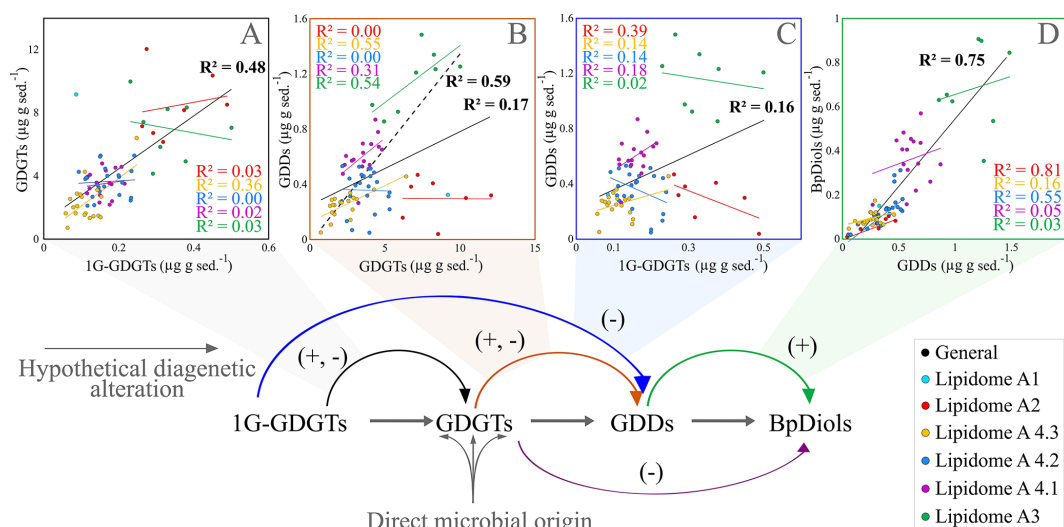 A
GDGTs (µg g sed.⁻¹)
12
8
4
0
R² = 0.48
R² = 0.03
R² = 0.36
R² = 0.00
R² = 0.02
R² = 0.03
0 0.2 0.4 0.6
1G-GDGTs (µg g sed.⁻¹)
B
GDDs (µg g sed.⁻¹)
1.6
1.2
0.8
0.4
0
R² = 0.00
R² = 0.55
R² = 0.00
R² = 0.31
R² = 0.54
R² = 0.59
R² = 0.17
0 5 10 15
GDGTs (µg g sed.⁻¹)
C
GDDs (µg g sed.⁻¹)
1.6
1.2
0.8
0.4
0
R² = 0.39
R² = 0.14
R² = 0.14
R² = 0.18
R² = 0.02
R² = 0.16
0.1 0.3 0.5
1G-GDGTs (µg g sed.⁻¹)
D
BpDiols (µg g sed.⁻¹)
1
0.8
0.6
0.4
0.2
0
R² = 0.75
R² = 0.81
R² = 0.16
R² = 0.55
R² = 0.05
R² = 0.03
0 0.5 1 1.5
GDDs (µg g sed.⁻¹)
Hypothetical diagenetic
alteration
(+, -)
(+, -)
(-)
(+)
1G-GDGTs
GDGTs
GDDs
BpDiols
(-)
Direct microbial origin
General
Lipidome A1
Lipidome A2
Lipidome A 4.3
Lipidome A 4.2
Lipidome A 4.1
Lipidome A3